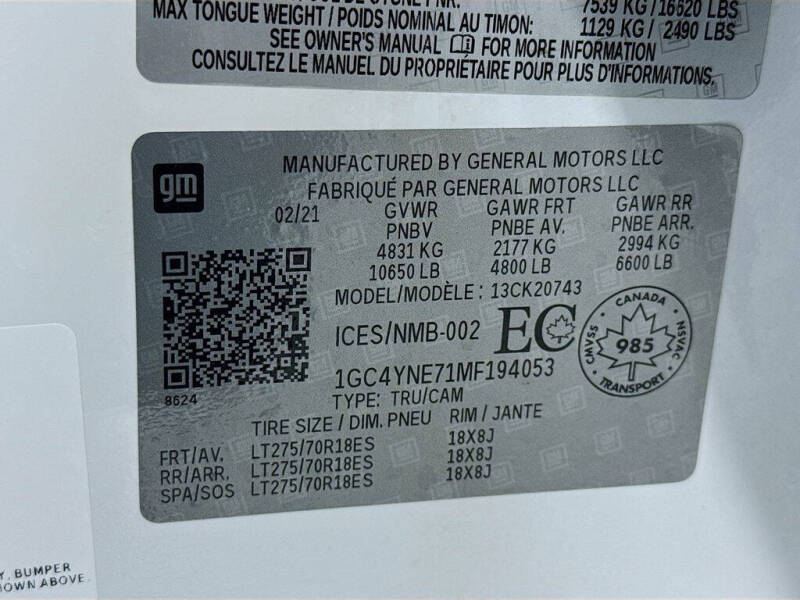 7539 KG/16620 LBS
MAX TONGUE WEIGHT / POIDS NOMINAL AU TIMON: 1129 KG / 2490 LBS
SEE OWNER'S MANUAL FOR MORE INFORMATION
CONSULTEZ LE MANUEL DU PROPRIÉTAIRE POUR PLUS D'INFORMATIONS.
gm
MANUFACTURED BY GENERAL MOTORS LLC
FABRIQUÉ PAR GENERAL MOTORS LLC
02/21 GVWR GAWR FRT GAWR RR
PNBV PNBE AV. PNBE ARR.
4831 KG 2177 KG 2994 KG
10650 LB 4800 LB 6600 LB
MODEL/MODÈLE: 13CK20743
ICES/NMB-002 EC
CANADA
CMVSS 985 NSVAC
TRANSPORT
1GC4YNE71MF194053
8624
TYPE: TRU/CAM
TIRE SIZE / DIM. PNEU RIM / JANTE
FRT/AV. LT275/70R18ES 18X8J
RR/ARR. LT275/70R18ES 18X8J
SPA/SOS LT275/70R18ES 18X8J
BUMPER
ABOVE.